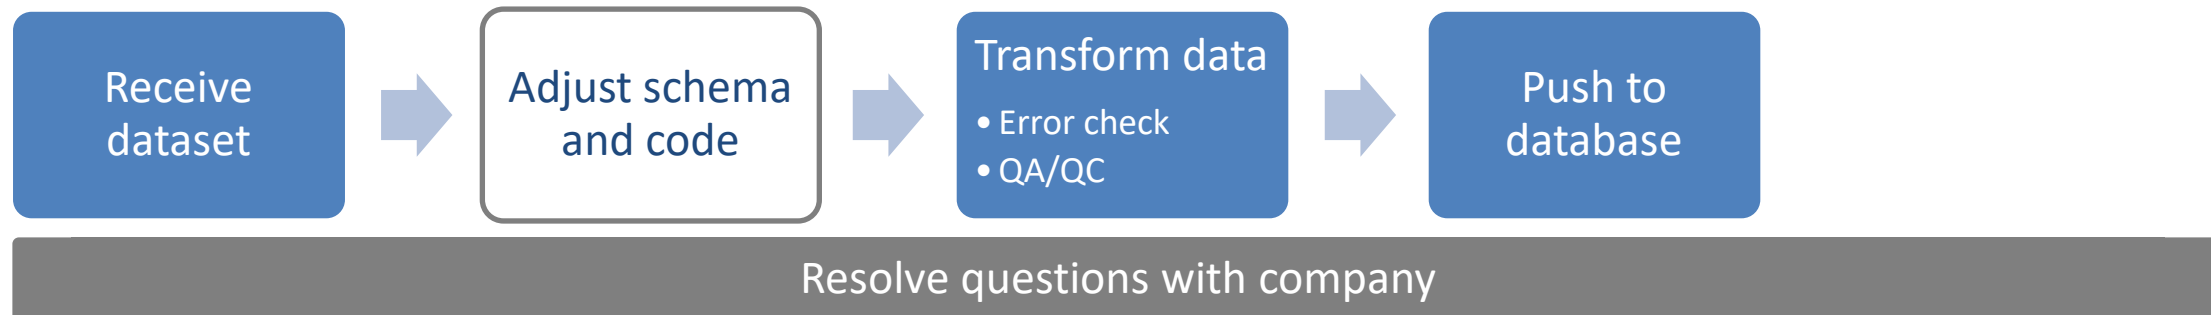 Receive
dataset
Adjust schema
and code
Transform data
• Error check
• QA/QC
Push to
database
Resolve questions with company